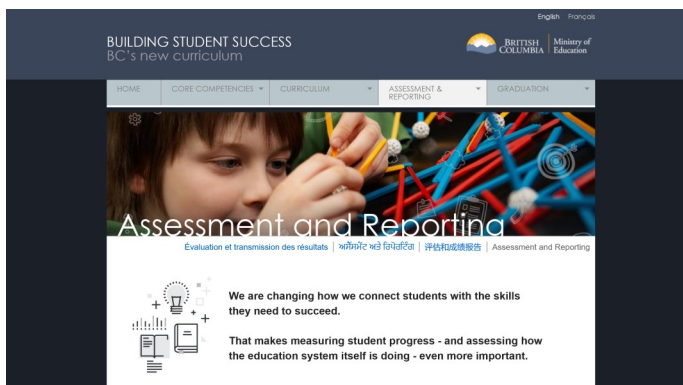 English Français
BUILDING STUDENT SUCCESS
BC's new curriculum
BRITISH COLUMBIA
Ministry of Education
HOME
CORE COMPETENCIES
CURRICULUM
ASSESSMENT &
REPORTING
GRADUATION
Assessment and Reporting
Évaluation et transmission des résultats | ਅਸੈੱਸਮੈਂਟ ਅਤੇ ਰਿਪੋਰਟਿੰਗ | 评估和成绩报告 | Assessment and Reporting
We are changing how we connect students with the skills
they need to succeed.
That makes measuring student progress - and assessing how
the education system itself is doing - even more important.